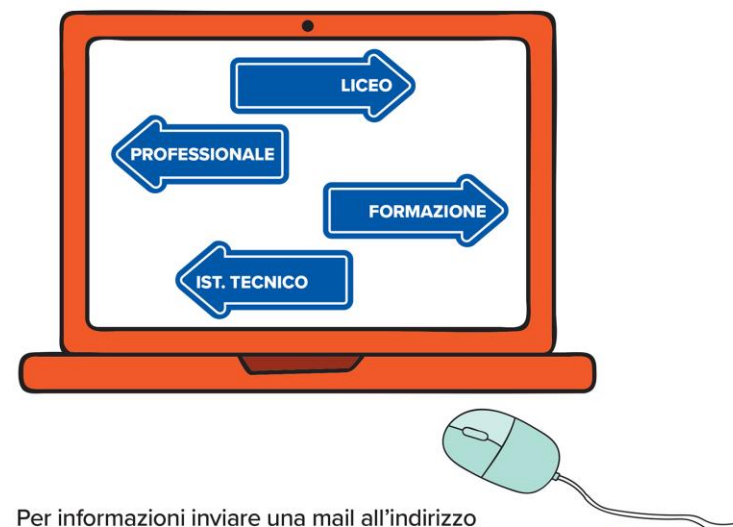 LICEO
PROFESSIONALE
FORMAZIONE
IST. TECNICO
Per informazioni inviare una mail all'indirizzo